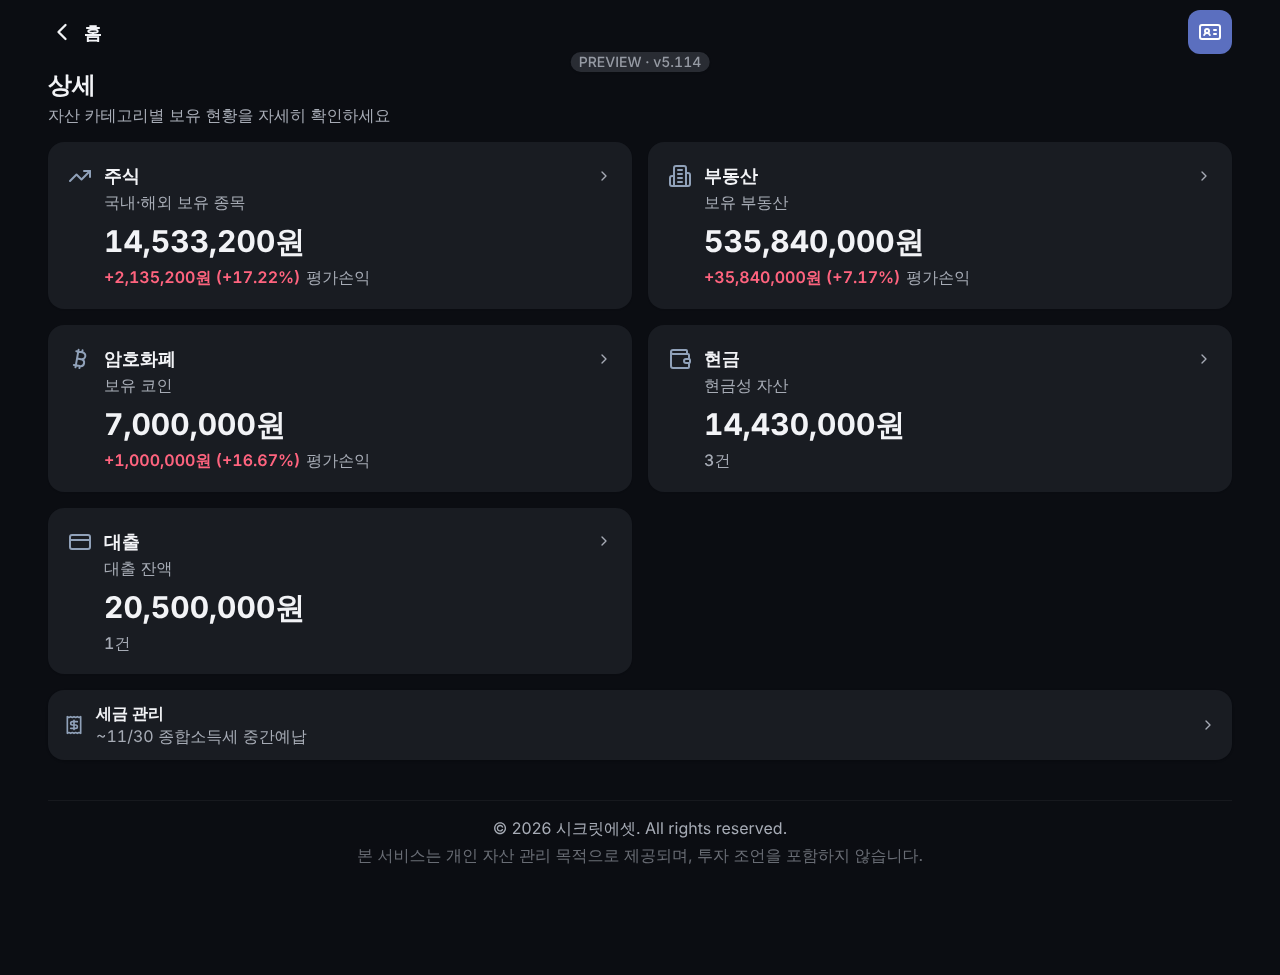 홈
PREVIEW · v5.114
상세
자산 카테고리별 보유 현황을 자세히 확인하세요
주식
국내·해외 보유 종목
14,533,200원
+2,135,200원 (+17.22%) 평가손익
부동산
보유 부동산
535,840,000원
+35,840,000원 (+7.17%) 평가손익
암호화폐
보유 코인
7,000,000원
+1,000,000원 (+16.67%) 평가손익
현금
현금성 자산
14,430,000원
3건
대출
대출 잔액
20,500,000원
1건
세금 관리
~11/30 종합소득세 중간예납
© 2026 시크릿에셋. All rights reserved.
본 서비스는 개인 자산 관리 목적으로 제공되며, 투자 조언을 포함하지 않습니다.